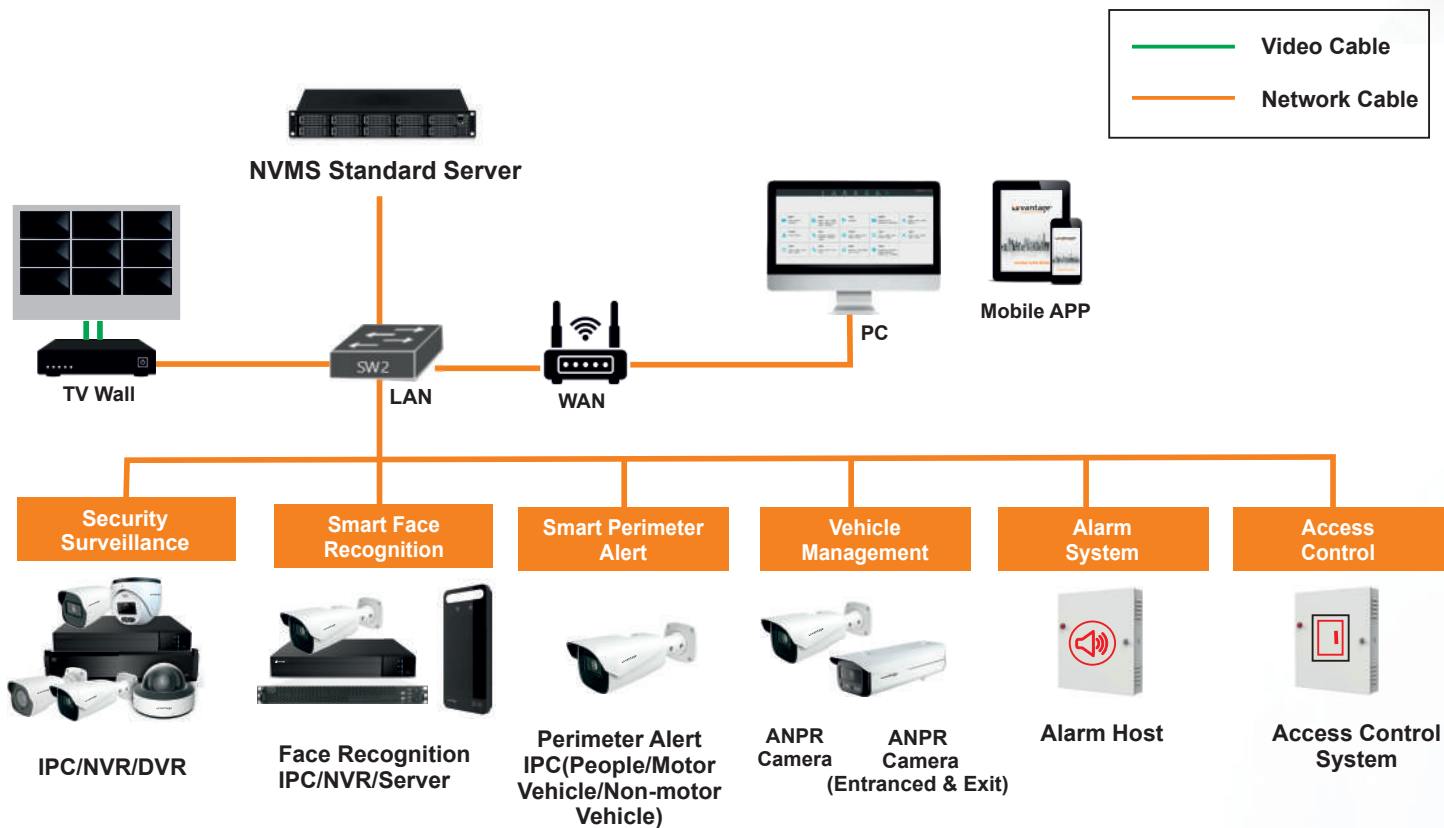 Video Cable
Network Cable
NVMS Standard Server
vantage
Mobile APP
PC
SW2
TV Wall
LAN
WAN
Security
Surveillance
Smart Face
Recognition
Smart Perimeter
Alert
Vehicle
Management
Alarm
System
Access
Control
IPC/NVR/DVR
Face Recognition
IPC/NVR/Server
Perimeter Alert
IPC(People/Motor
Vehicle/Non-motor
Vehicle)
ANPR
Camera
ANPR
Camera
(Entranced & Exit)
Alarm Host
Access Control
System